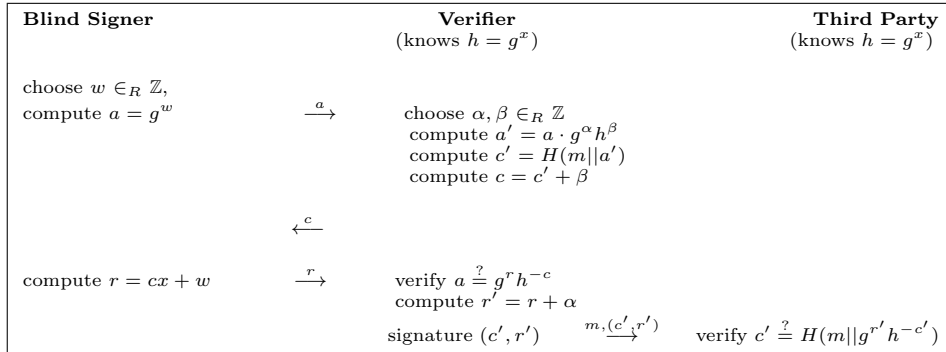 Blind Signer Verifier Third Party
(knows h = g^x) (knows h = g^x)
choose w ∈_R ℤ,
compute a = g^w —a→ choose α, β ∈_R ℤ
compute a′ = a · g^α h^β
compute c′ = H(m||a′)
compute c = c′ + β
←c—
compute r = cx + w —r→ verify a ≟ g^r h^{−c}
compute r′ = r + α
signature (c′, r′) —m,(c′,r′)→ verify c′ ≟ H(m||g^{r′} h^{−c′})